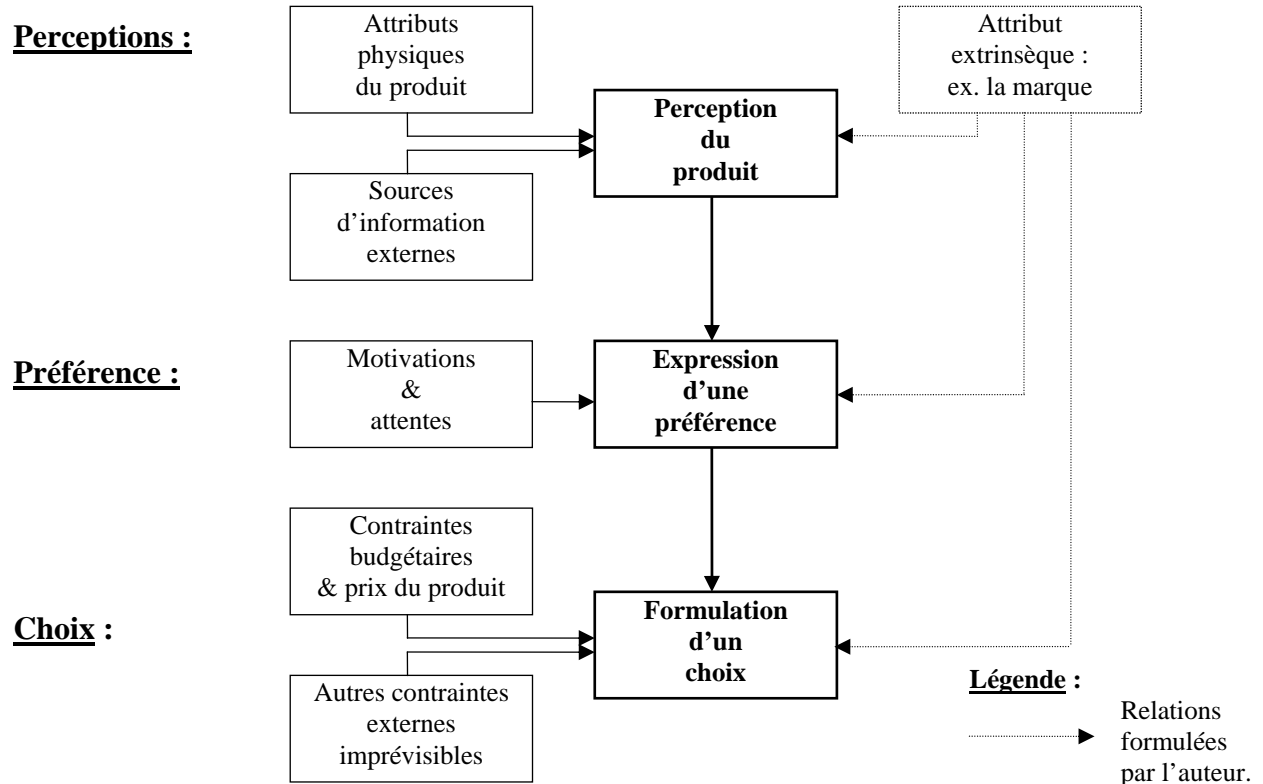 Perceptions :
Attributs
physiques
du produit
Attribut
extrinsèque :
ex. la marque
Perception
du
produit
Sources
d’information
externes
Préférence :
Motivations
&
attentes
Expression
d’une
préférence
Contraintes
budgétaires
& prix du produit
Choix :
Formulation
d’un
choix
Autres contraintes
externes
imprévisibles
Légende :
Relations
formulées
par l’auteur.